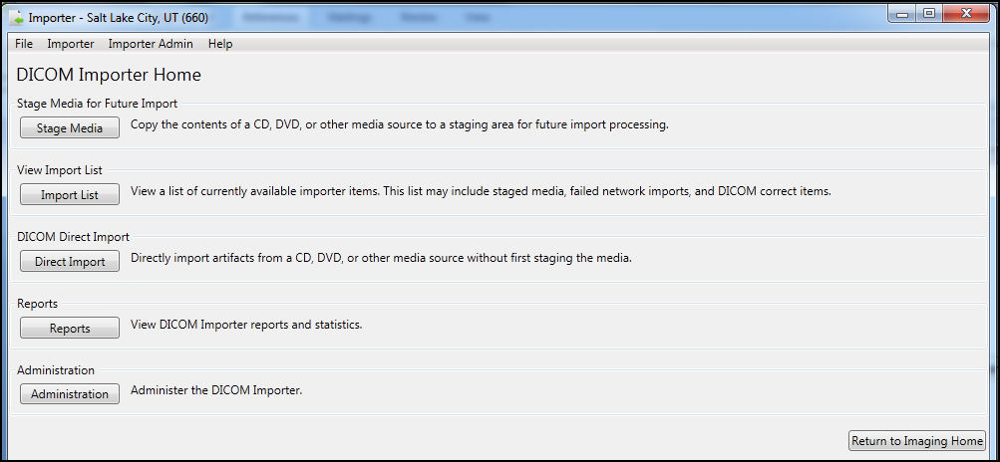 Importer - Salt Lake City, UT (660)
File Importer Importer Admin Help
DICOM Importer Home
Stage Media for Future Import
Stage Media Copy the contents of a CD, DVD, or other media source to a staging area for future import processing.
View Import List
Import List View a list of currently available importer items. This list may include staged media, failed network imports, and DICOM correct items.
DICOM Direct Import
Direct Import Directly import artifacts from a CD, DVD, or other media source without first staging the media.
Reports
Reports View DICOM Importer reports and statistics.
Administration
Administration Administer the DICOM Importer.
Return to Imaging Home